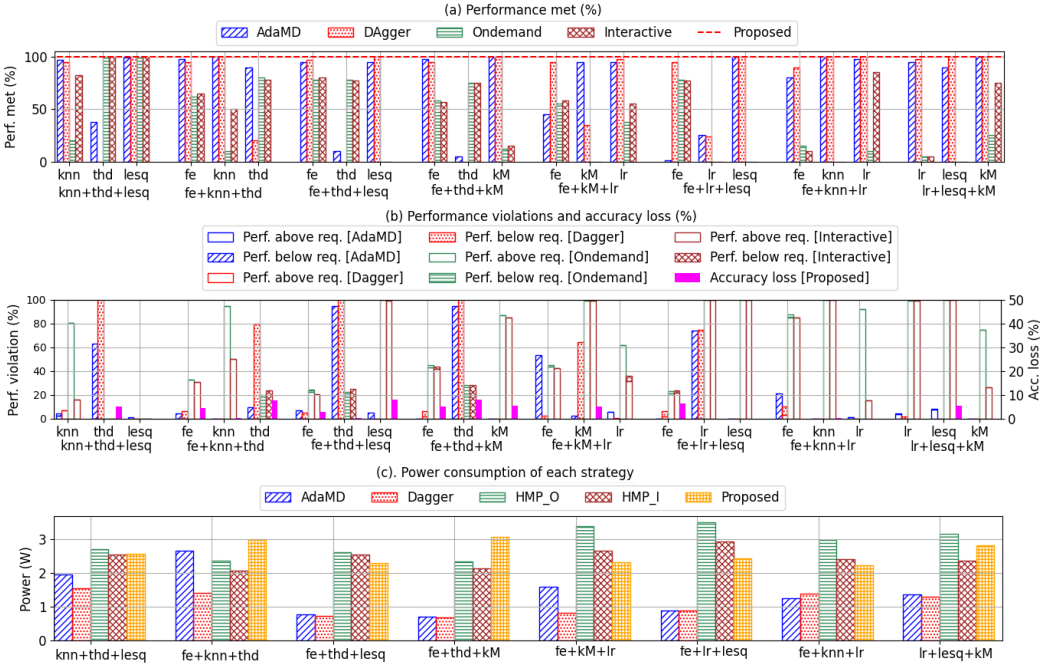 (a) Performance met (%)
AdaMD DAgger Ondemand Interactive Proposed
Perf. met (%)
100
50
0
knn thd lesq fe knn thd fe thd lesq fe thd kM fe kM lr fe lr lesq fe knn lr lr lesq kM
knn+thd+lesq fe+knn+thd fe+thd+lesq fe+thd+kM fe+kM+lr fe+lr+lesq fe+knn+lr lr+lesq+kM
(b) Performance violations and accuracy loss (%)
Perf. above req. [AdaMD] Perf. below req. [Dagger] Perf. above req. [Interactive]
Perf. below req. [AdaMD] Perf. above req. [Ondemand] Perf. below req. [Interactive]
Perf. above req. [Dagger] Perf. below req. [Ondemand] Accuracy loss [Proposed]
Perf. violation (%)
100
80
60
40
20
0
50
40
30
20
10
0
Acc. loss (%)
knn thd lesq fe knn thd fe thd lesq fe thd kM fe kM lr fe lr lesq fe knn lr lr lesq kM
knn+thd+lesq fe+knn+thd fe+thd+lesq fe+thd+kM fe+kM+lr fe+lr+lesq fe+knn+lr lr+lesq+kM
(c). Power consumption of each strategy
AdaMD Dagger HMP_O HMP_I Proposed
Power (W)
3
2
1
0
knn+thd+lesq fe+knn+thd fe+thd+lesq fe+thd+kM fe+kM+lr fe+lr+lesq fe+knn+lr lr+lesq+kM